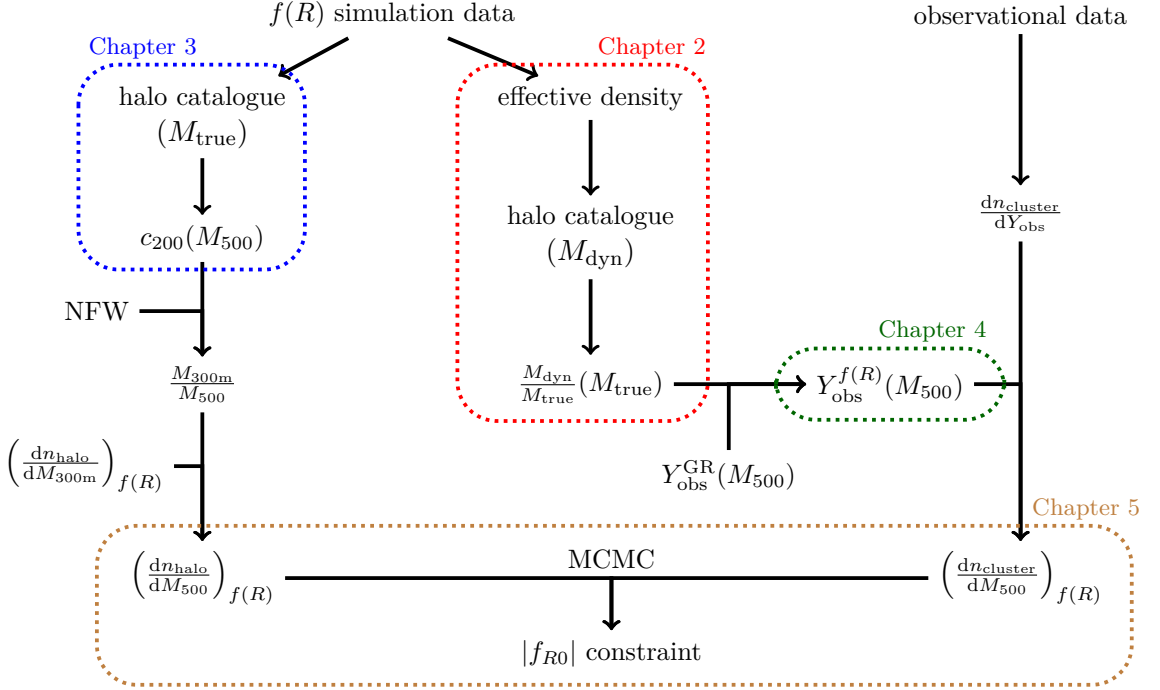 f(R) simulation data
observational data
Chapter 3
Chapter 2
halo catalogue
(M_true)
effective density
c_200(M_500)
halo catalogue
(M_dyn)
dn_cluster/dY_obs
NFW
Chapter 4
M_300m/M_500
M_dyn/M_true(M_true)
Y_obs^f(R)(M_500)
(dn_halo/dM_300m)_f(R)
Y_obs^GR(M_500)
Chapter 5
(dn_halo/dM_500)_f(R)
MCMC
(dn_cluster/dM_500)_f(R)
|f_R0| constraint